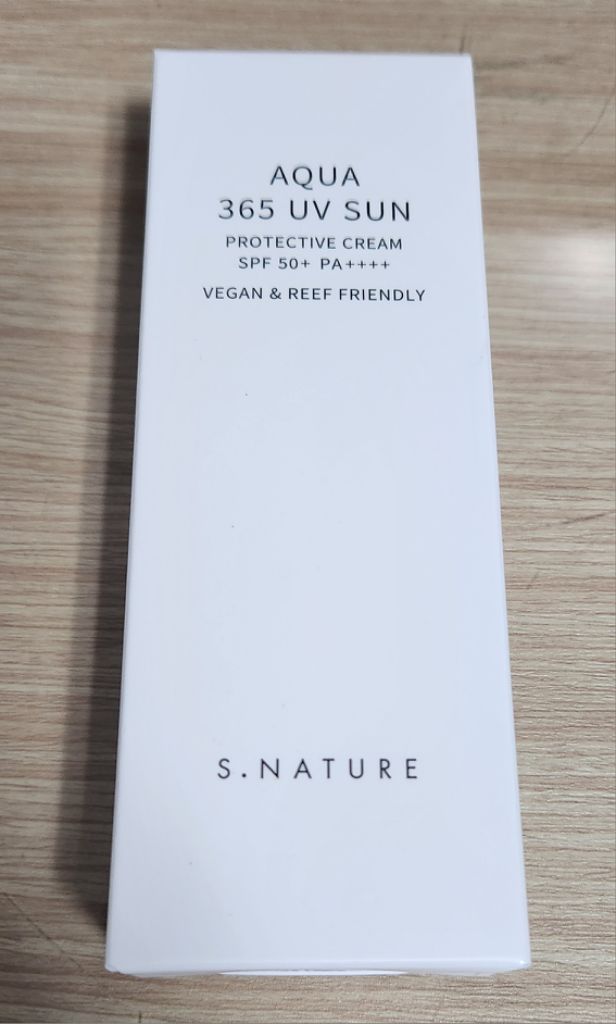 AQUA
365 UV SUN
PROTECTIVE CREAM
SPF 50+ PA++++
VEGAN & REEF FRIENDLY
S.NATURE